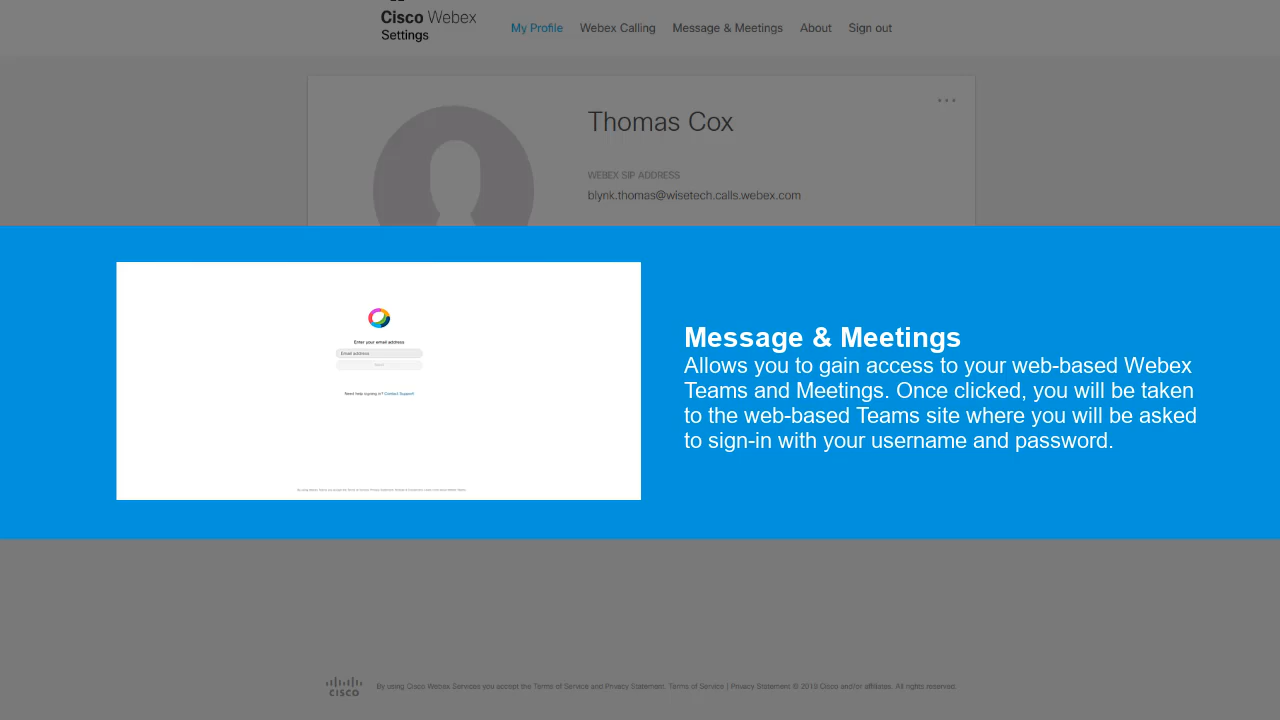 Cisco Webex
Settings
My Profile
Webex Calling
Message & Meetings
About
Sign out
Thomas Cox
WEBEX SIP ADDRESS
blynk.thomas@wisetech.calls.webex.com
Enter your email address
Email address
Need help signing in? Contact Support
Message & Meetings
Allows you to gain access to your web-based Webex
Teams and Meetings. Once clicked, you will be taken
to the web-based Teams site where you will be asked
to sign-in with your username and password.
CISCO
By using Cisco Webex Services you accept the Terms of Service and Privacy Statement. Terms of Service | Privacy Statement © 2019 Cisco and/or affiliates. All rights reserved.